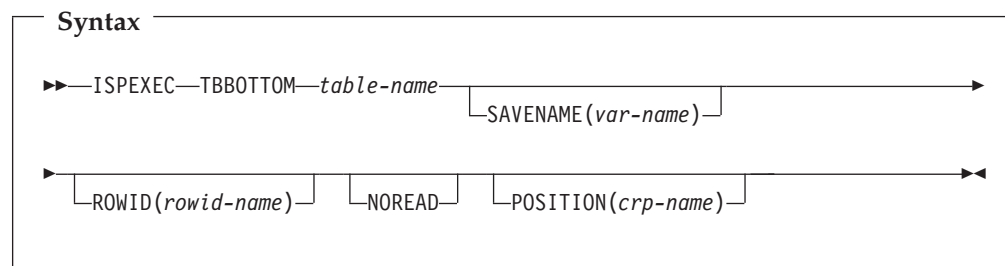 Syntax
ISPEXEC TBBOTTOM table-name
SAVENAME(var-name)
ROWID(rowid-name) NOREAD POSITION(crp-name)